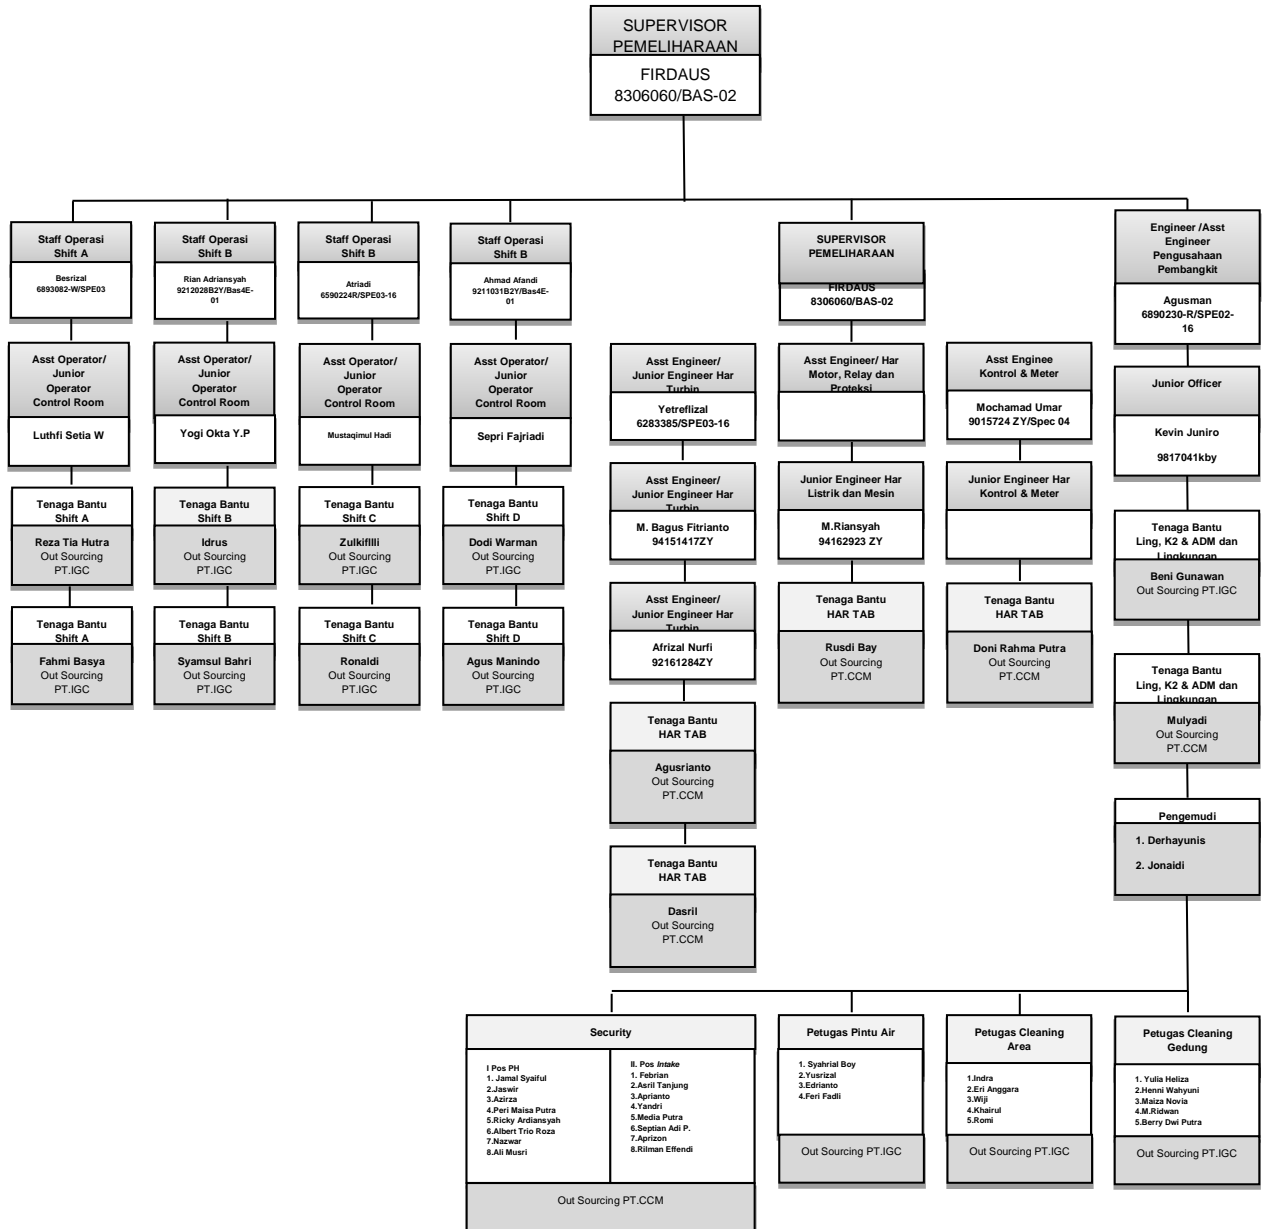 SUPERVISOR
PEMELIHARAAN
FIRDAUS
8306060/BAS-02
Staff Operasi
Shift A
Besrizal
6893082-W/SPE03
Asst Operator/
Junior
Operator
Control Room
Luthfi Setia W
Tenaga Bantu
Shift A
Reza Tia Hutra
Out Sourcing
PT.IGC
Tenaga Bantu
Shift A
Fahmi Basya
Out Sourcing
PT.IGC
Staff Operasi
Shift B
Rian Adriansyah
9212028B2Y/Bas4E-
01
Asst Operator/
Junior
Operator
Control Room
Yogi Okta Y.P
Tenaga Bantu
Shift B
Idrus
Out Sourcing
PT.IGC
Tenaga Bantu
Shift B
Syamsul Bahri
Out Sourcing
PT.IGC
Staff Operasi
Shift B
Atriadi
6590224R/SPE03-16
Asst Operator/
Junior
Operator
Control Room
Mustaqimul Hadi
Tenaga Bantu
Shift C
Zulkifllli
Out Sourcing
PT.IGC
Tenaga Bantu
Shift C
Ronaldi
Out Sourcing
PT.IGC
Staff Operasi
Shift B
Ahmad Afandi
9211031B2Y/Bas4E-
01
Asst Operator/
Junior
Operator
Control Room
Sepri Fajriadi
Tenaga Bantu
Shift D
Dodi Warman
Out Sourcing
PT.IGC
Tenaga Bantu
Shift D
Agus Manindo
Out Sourcing
PT.IGC
SUPERVISOR
PEMELIHARAAN
FIRDAUS
8306060/BAS-02
Asst Engineer/
Junior Engineer Har
Turbin
Yetreflizal
6283385/SPE03-16
Asst Engineer/
Junior Engineer Har
Turbin
M. Bagus Fitrianto
94151417ZY
Asst Engineer/
Junior Engineer Har
Turbin
Afrizal Nurfi
92161284ZY
Tenaga Bantu
HAR TAB
Agusrianto
Out Sourcing
PT.CCM
Tenaga Bantu
HAR TAB
Dasril
Out Sourcing
PT.CCM
Asst Engineer/ Har
Motor, Relay dan
Proteksi
Junior Engineer Har
Listrik dan Mesin
M.Riansyah
94162923 ZY
Tenaga Bantu
HAR TAB
Rusdi Bay
Out Sourcing
PT.CCM
Asst Enginee
Kontrol & Meter
Mochamad Umar
9015724 ZY/Spec 04
Junior Engineer Har
Kontrol & Meter
Tenaga Bantu
HAR TAB
Doni Rahma Putra
Out Sourcing
PT.CCM
Engineer /Asst
Engineer
Pengusahaan
Pembangkit
Agusman
6890230-R/SPE02-
16
Junior Officer
Kevin Juniro
9817041kby
Tenaga Bantu
Ling, K2 & ADM dan
Lingkungan
Beni Gunawan
Out Sourcing PT.IGC
Tenaga Bantu
Ling, K2 & ADM dan
Lingkungan
Mulyadi
Out Sourcing
PT.CCM
Pengemudi
1. Derhayunis
2. Jonaidi
Security
I Pos PH
1. Jamal Syaiful
2.Jaswir
3.Azirza
4.Peri Maisa Putra
5.Ricky Ardiansyah
6.Albert Trio Roza
7.Nazwar
8.Ali Musri
II. Pos Intake
1. Febrian
2.Asril Tanjung
3.Aprianto
4.Yandri
5.Media Putra
6.Septian Adi P.
7.Aprizon
8.Rilman Effendi
Out Sourcing PT.CCM
Petugas Pintu Air
1. Syahrial Boy
2.Yusrizal
3.Edrianto
4.Feri Fadli
Out Sourcing PT.IGC
Petugas Cleaning
Area
1.Indra
2.Eri Anggara
3.Wiji
4.Khairul
5.Romi
Out Sourcing PT.IGC
Petugas Cleaning
Gedung
1. Yulia Heliza
2.Henni Wahyuni
3.Maiza Novia
4.M.Ridwan
5.Berry Dwi Putra
Out Sourcing PT.IGC